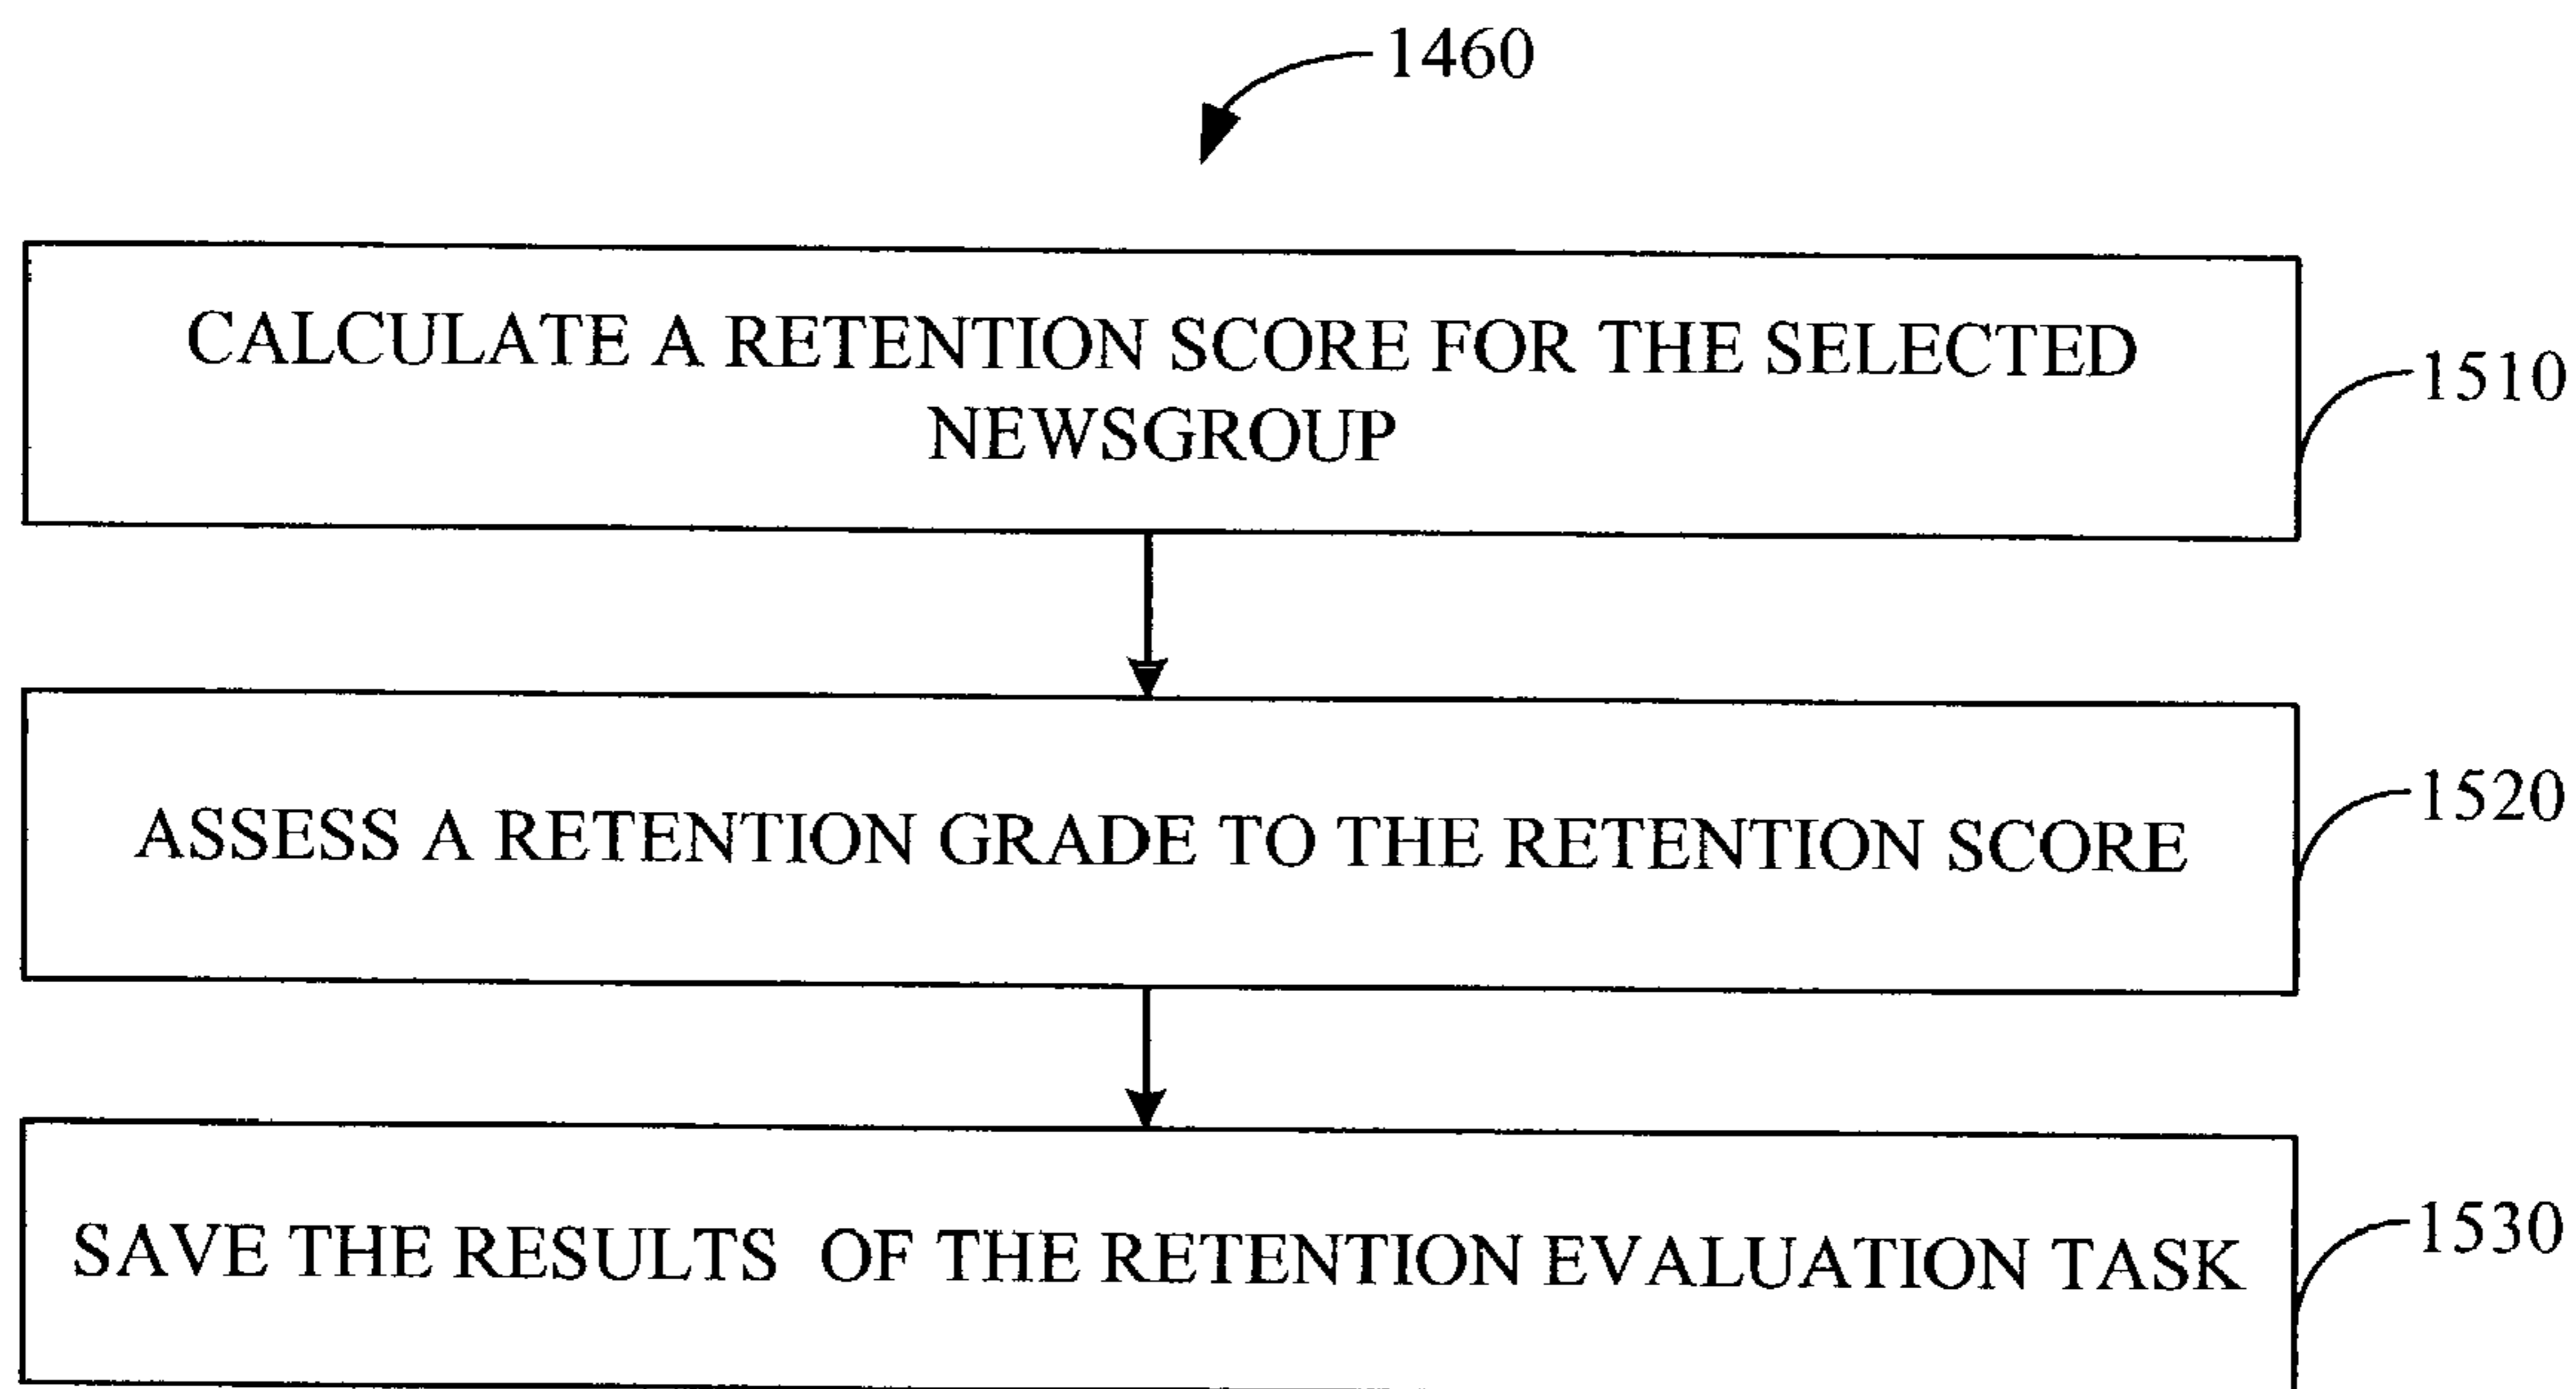 1460
CALCULATE A RETENTION SCORE FOR THE SELECTED
NEWSGROUP
1510
ASSESS A RETENTION GRADE TO THE RETENTION SCORE
1520
SAVE THE RESULTS OF THE RETENTION EVALUATION TASK
1530